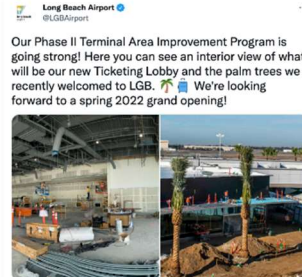 Long Beach Airport
@LGBAirport
Our Phase II Terminal Area Improvement Program is
going strong! Here you can see an interior view of what
will be our new Ticketing Lobby and the palm trees we
recently welcomed to LGB. 🌴🧳 We're looking
forward to a spring 2022 grand opening!